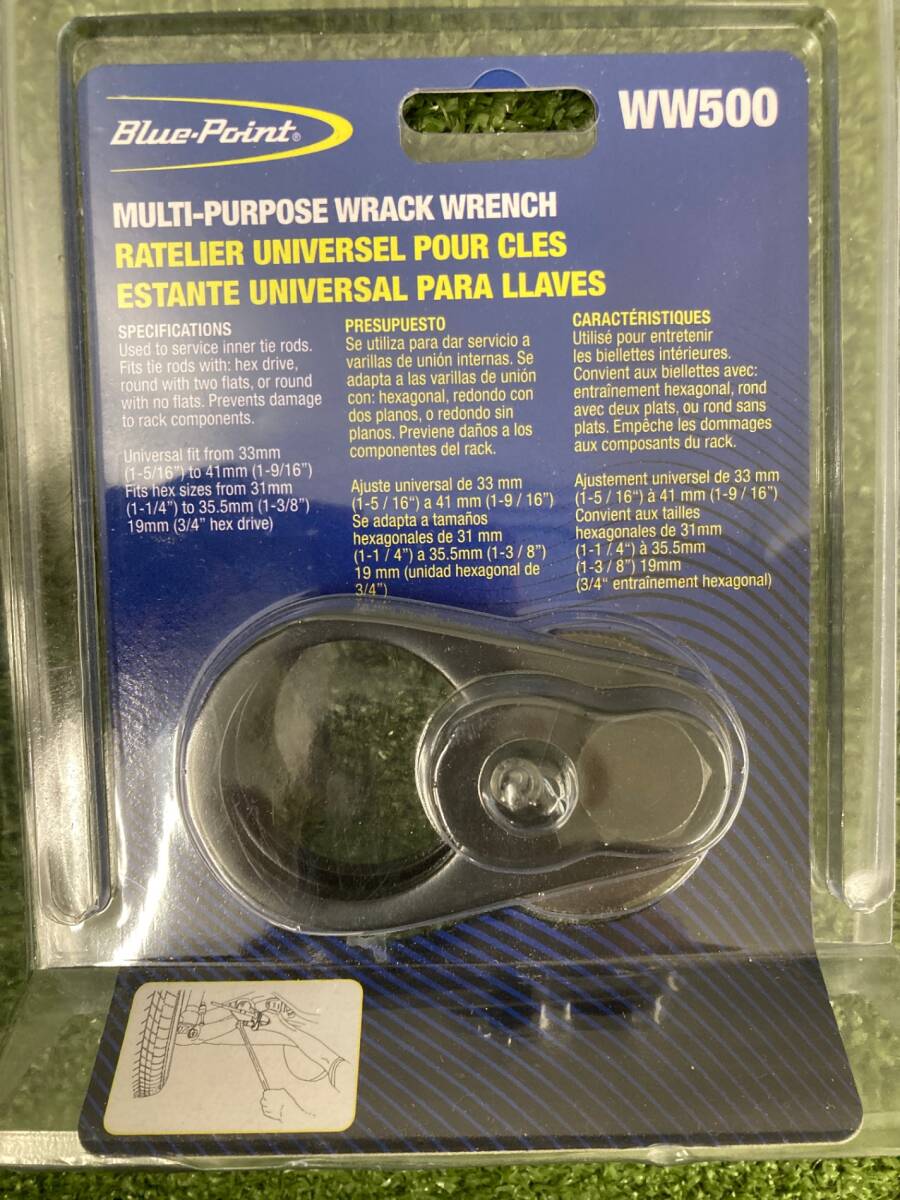 Blue-Point®
WW500
MULTI-PURPOSE WRACK WRENCH
RATELIER UNIVERSEL POUR CLES
ESTANTE UNIVERSAL PARA LLAVES
SPECIFICATIONS
Used to service inner tie rods.
Fits tie rods with: hex drive,
round with two flats, or round
with no flats. Prevents damage
to rack components.
Universal fit from 33mm
(1-5/16") to 41mm (1-9/16")
Fits hex sizes from 31mm
(1-1/4") to 35.5mm (1-3/8")
19mm (3/4" hex drive)
PRESUPUESTO
Se utiliza para dar servicio a
varillas de unión internas. Se
adapta a las varillas de unión
con: hexagonal, redondo con
dos planos, o redondo sin
planos. Previene daños a los
componentes del rack.
Ajuste universal de 33 mm
(1-5 / 16“) a 41 mm (1-9 / 16”)
Se adapta a tamaños
hexagonales de 31 mm
(1-1 / 4”) a 35.5mm (1-3 / 8”)
19 mm (unidad hexagonal de
3/4”)
CARACTÉRISTIQUES
Utilisé pour entretenir
les biellettes intérieures.
Convient aux biellettes avec:
entraînement hexagonal, rond
avec deux plats, ou rond sans
plats. Empêche les dommages
aux composants du rack.
Ajustement universel de 33 mm
(1-5 / 16“) à 41 mm (1-9 / 16”)
Convient aux tailles
hexagonales de 31mm
(1-1 / 4“) à 35.5mm
(1-3 / 8”) 19mm
(3/4“ entraînement hexagonal)